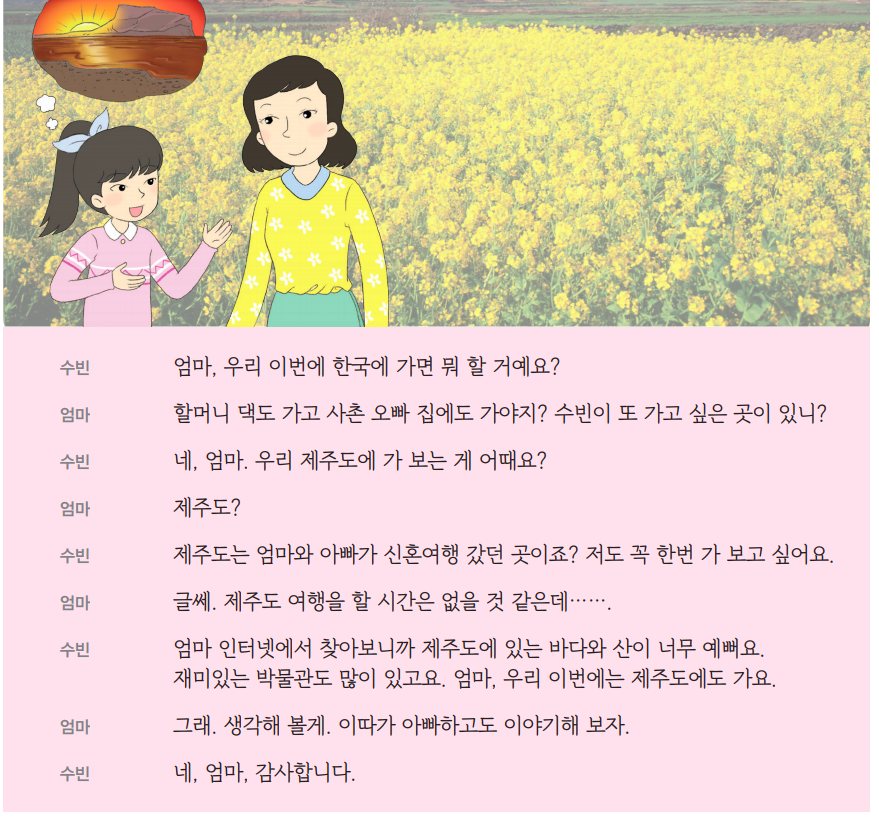 수빈 엄마, 우리 이번에 한국에 가면 뭐 할 거예요?
엄마 할머니 댁도 가고 사촌 오빠 집에도 가야지? 수빈이 또 가고 싶은 곳이 있니?
수빈 네, 엄마. 우리 제주도에 가 보는 게 어때요?
엄마 제주도?
수빈 제주도는 엄마와 아빠가 신혼여행 갔던 곳이죠? 저도 꼭 한번 가 보고 싶어요.
엄마 글쎄. 제주도 여행을 할 시간은 없을 것 같은데…….
수빈 엄마 인터넷에서 찾아보니까 제주도에 있는 바다와 산이 너무 예뻐요.
재미있는 박물관도 많이 있고요. 엄마, 우리 이번에는 제주도에도 가요.
엄마 그래. 생각해 볼게. 이따가 아빠하고도 이야기해 보자.
수빈 네, 엄마, 감사합니다.